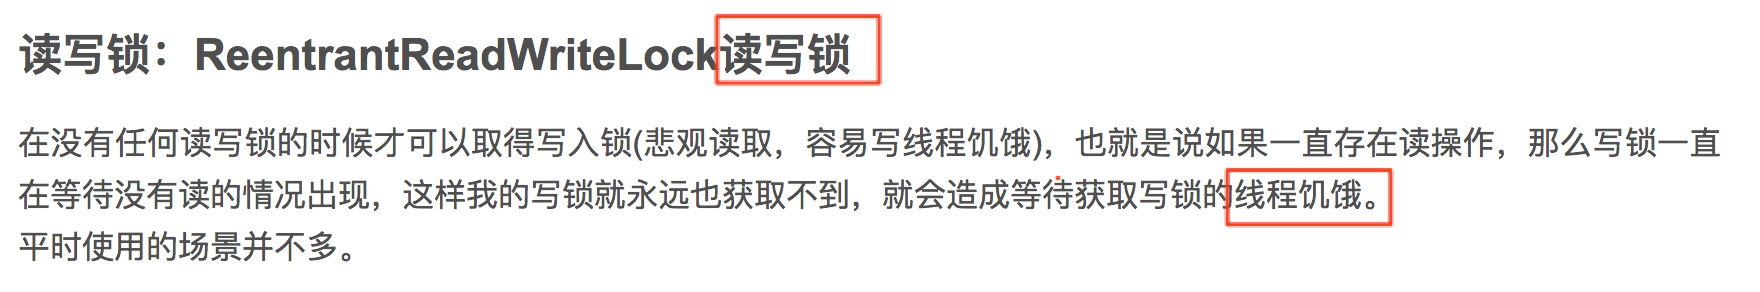 读写锁：ReentrantReadWriteLock读写锁
在没有任何读写锁的时候才可以取得写入锁(悲观读取，容易写线程饥饿)，也就是说如果一直存在读操作，那么写锁一直
在等待没有读的情况出现，这样我的写锁就永远也获取不到，就会造成等待获取写锁的线程饥饿。
平时使用的场景并不多。